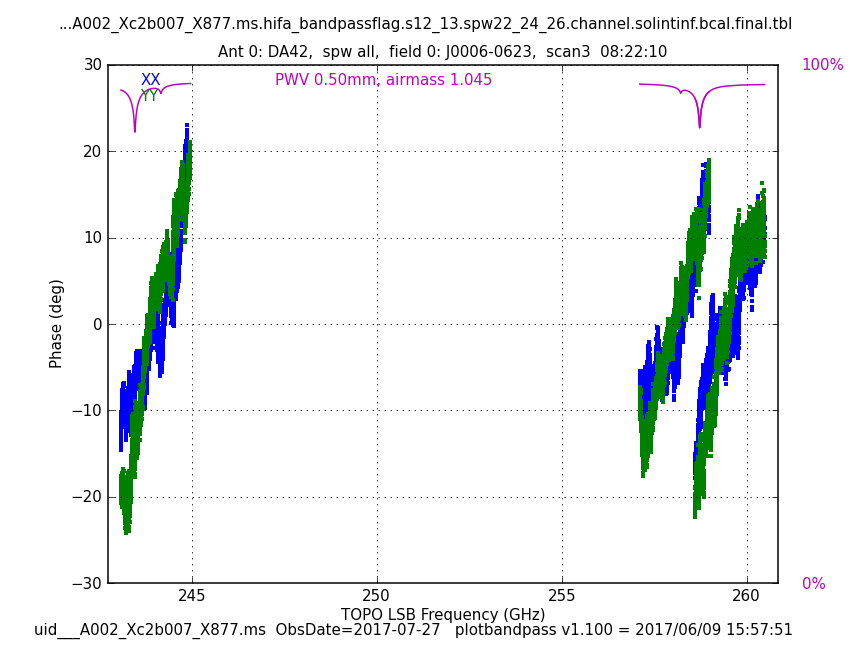 ...A002_Xc2b007_X877.ms.hifa_bandpassflag.s12_13.spw22_24_26.channel.solintinf.bcal.final.tbl
Ant 0: DA42,  spw all,  field 0: J0006-0623,  scan3  08:22:10
30
100%
XX
PWV 0.50mm, airmass 1.045
YY
20
10
0
−10
−20
−30
0%
Phase (deg)
245
250
255
260
TOPO LSB Frequency (GHz)
uid___A002_Xc2b007_X877.ms  ObsDate=2017-07-27   plotbandpass v1.100 = 2017/06/09 15:57:51